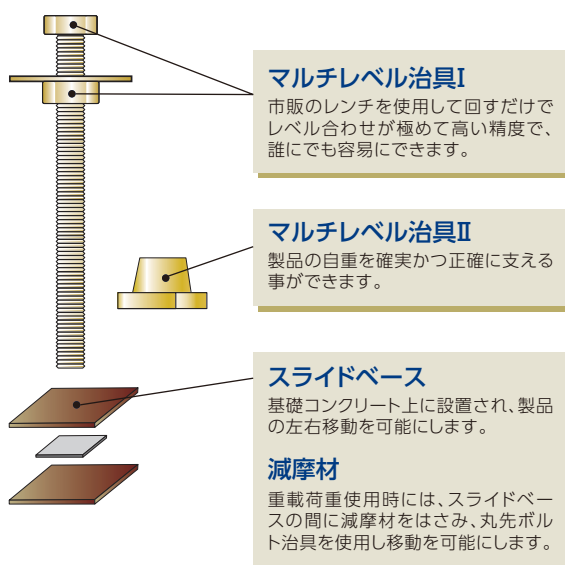 マルチレベル治具Ⅰ
市販のレンチを使用して回すだけで
レベル合わせが極めて高い精度で、
誰にでも容易にできます。
マルチレベル治具Ⅱ
製品の自重を確実かつ正確に支える
事ができます。
スライドベース
基礎コンクリート上に設置され、製品
の左右移動を可能にします。
減摩材
重載荷重使用時には、スライドベー
スの間に減摩材をはさみ、丸先ボル
ト治具を使用し移動を可能にします。